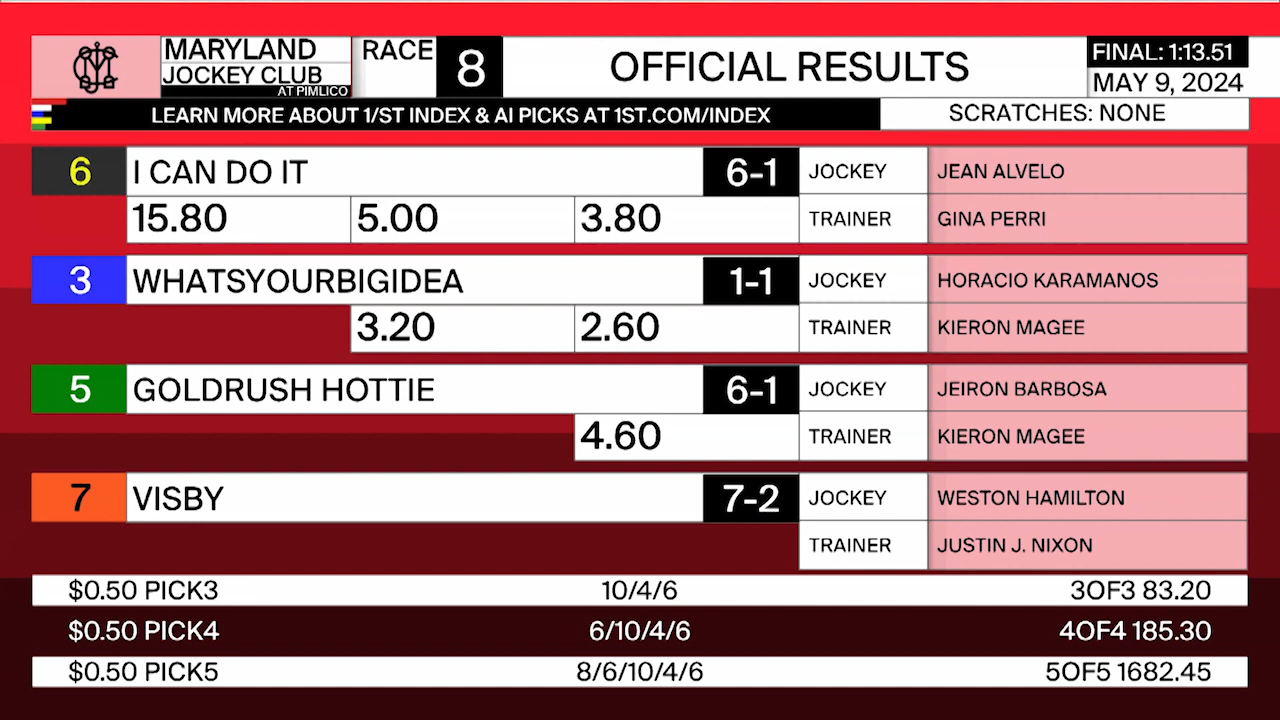 MARYLAND
JOCKEY CLUB
AT PIMLICO
RACE 8
OFFICIAL RESULTS
FINAL: 1:13.51
MAY 9, 2024
LEARN MORE ABOUT 1/ST INDEX & AI PICKS AT 1ST.COM/INDEX
SCRATCHES: NONE
6 I CAN DO IT 6-1 JOCKEY JEAN ALVELO
15.80 5.00 3.80 TRAINER GINA PERRI
3 WHATSYOURBIGIDEA 1-1 JOCKEY HORACIO KARAMANOS
3.20 2.60 TRAINER KIERON MAGEE
5 GOLDRUSH HOTTIE 6-1 JOCKEY JEIRON BARBOSA
4.60 TRAINER KIERON MAGEE
7 VISBY 7-2 JOCKEY WESTON HAMILTON
TRAINER JUSTIN J. NIXON
$0.50 PICK3 10/4/6 3OF3 83.20
$0.50 PICK4 6/10/4/6 4OF4 185.30
$0.50 PICK5 8/6/10/4/6 5OF5 1682.45